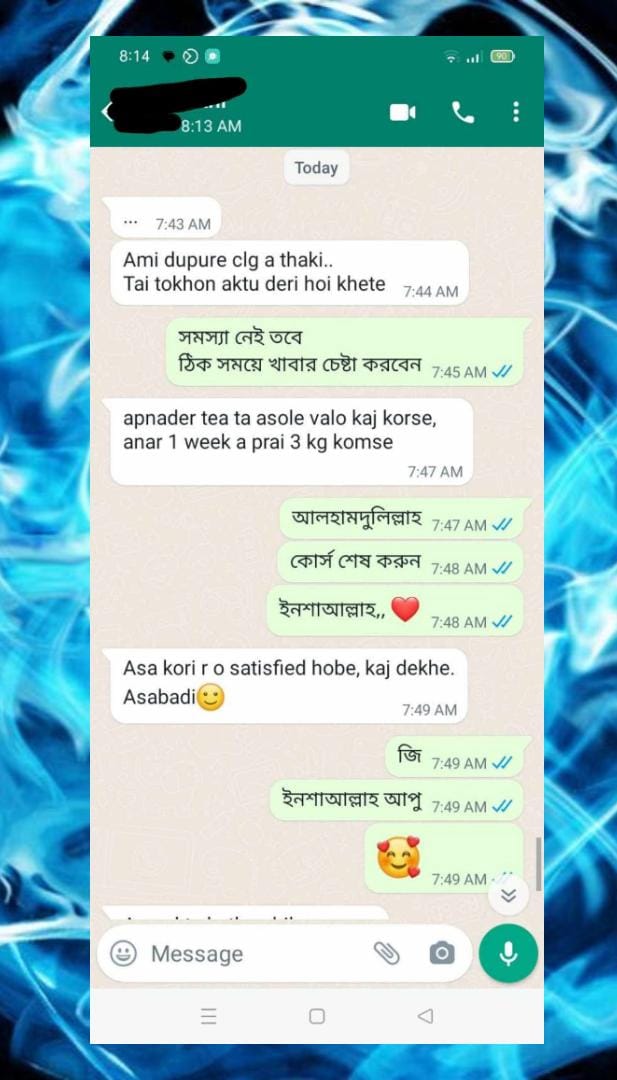 8:14
90
8:13 AM
Today
... 7:43 AM
Ami dupure clg a thaki..
Tai tokhon aktu deri hoi khete 7:44 AM
সমস্যা নেই তবে
ঠিক সময়ে খাবার চেষ্টা করবেন 7:45 AM
apnader tea ta asole valo kaj korse,
anar 1 week a prai 3 kg komse
7:47 AM
আলহামদুলিল্লাহ 7:47 AM
কোর্স শেষ করুন 7:48 AM
ইনশাআল্লাহ,, ❤️ 7:48 AM
Asa kori r o satisfied hobe, kaj dekhe.
Asabadi🙂
7:49 AM
জি 7:49 AM
ইনশাআল্লাহ আপু 7:49 AM
🥰 7:49 AM
Message